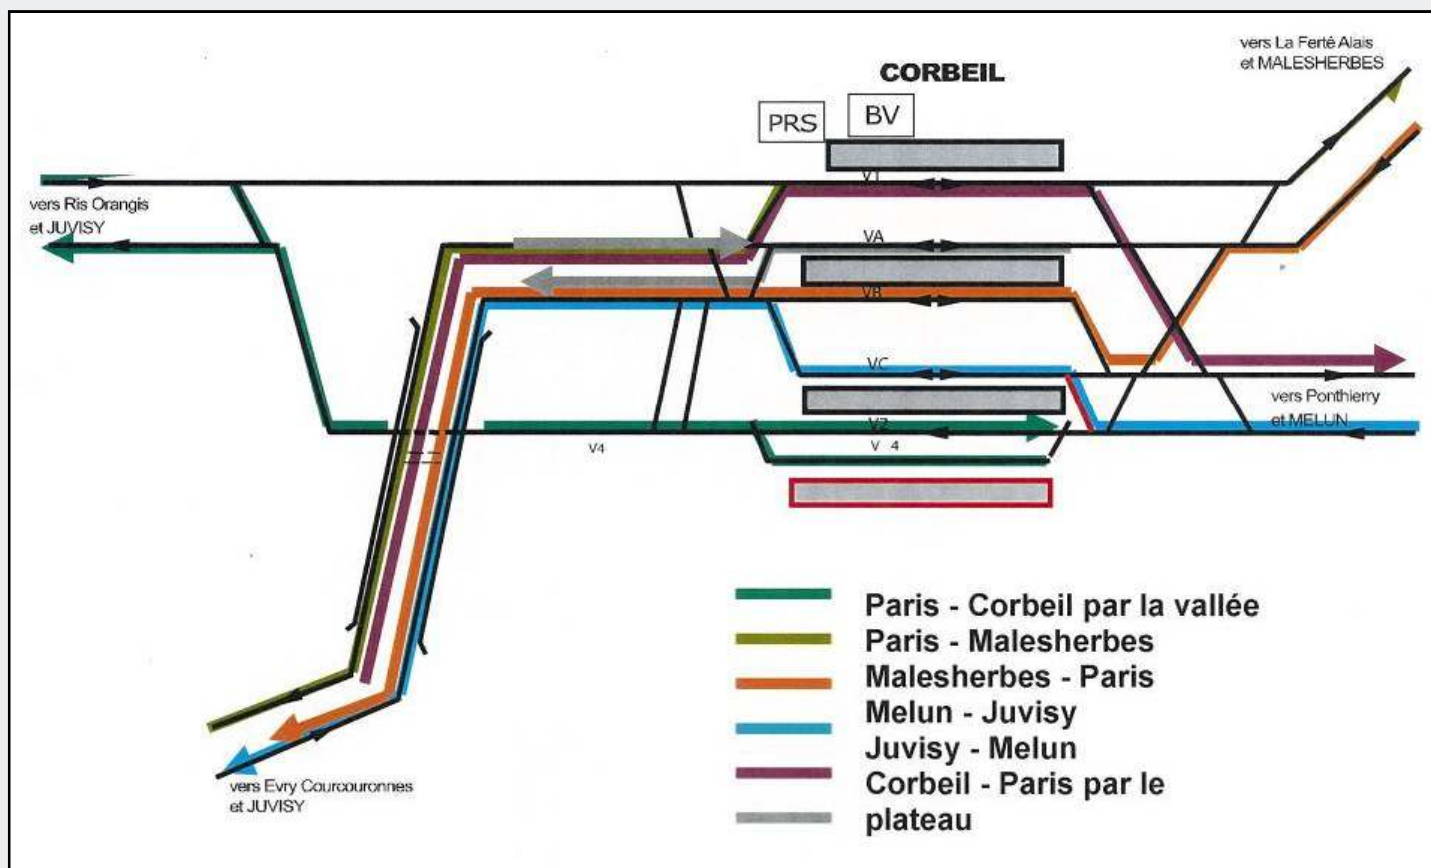 vers La Ferté Alais
et MALESHERBES
CORBEIL
PRS
BV
V1
vers Ris Orangis
et JUVISY
VA
VB
VC
vers Ponthierry
et MELUN
V2
V4
V 4
Paris - Corbeil par la vallée
Paris - Malesherbes
Malesherbes - Paris
Melun - Juvisy
Juvisy - Melun
Corbeil - Paris par le
plateau
vers Evry Courcouronnes
et JUVISY